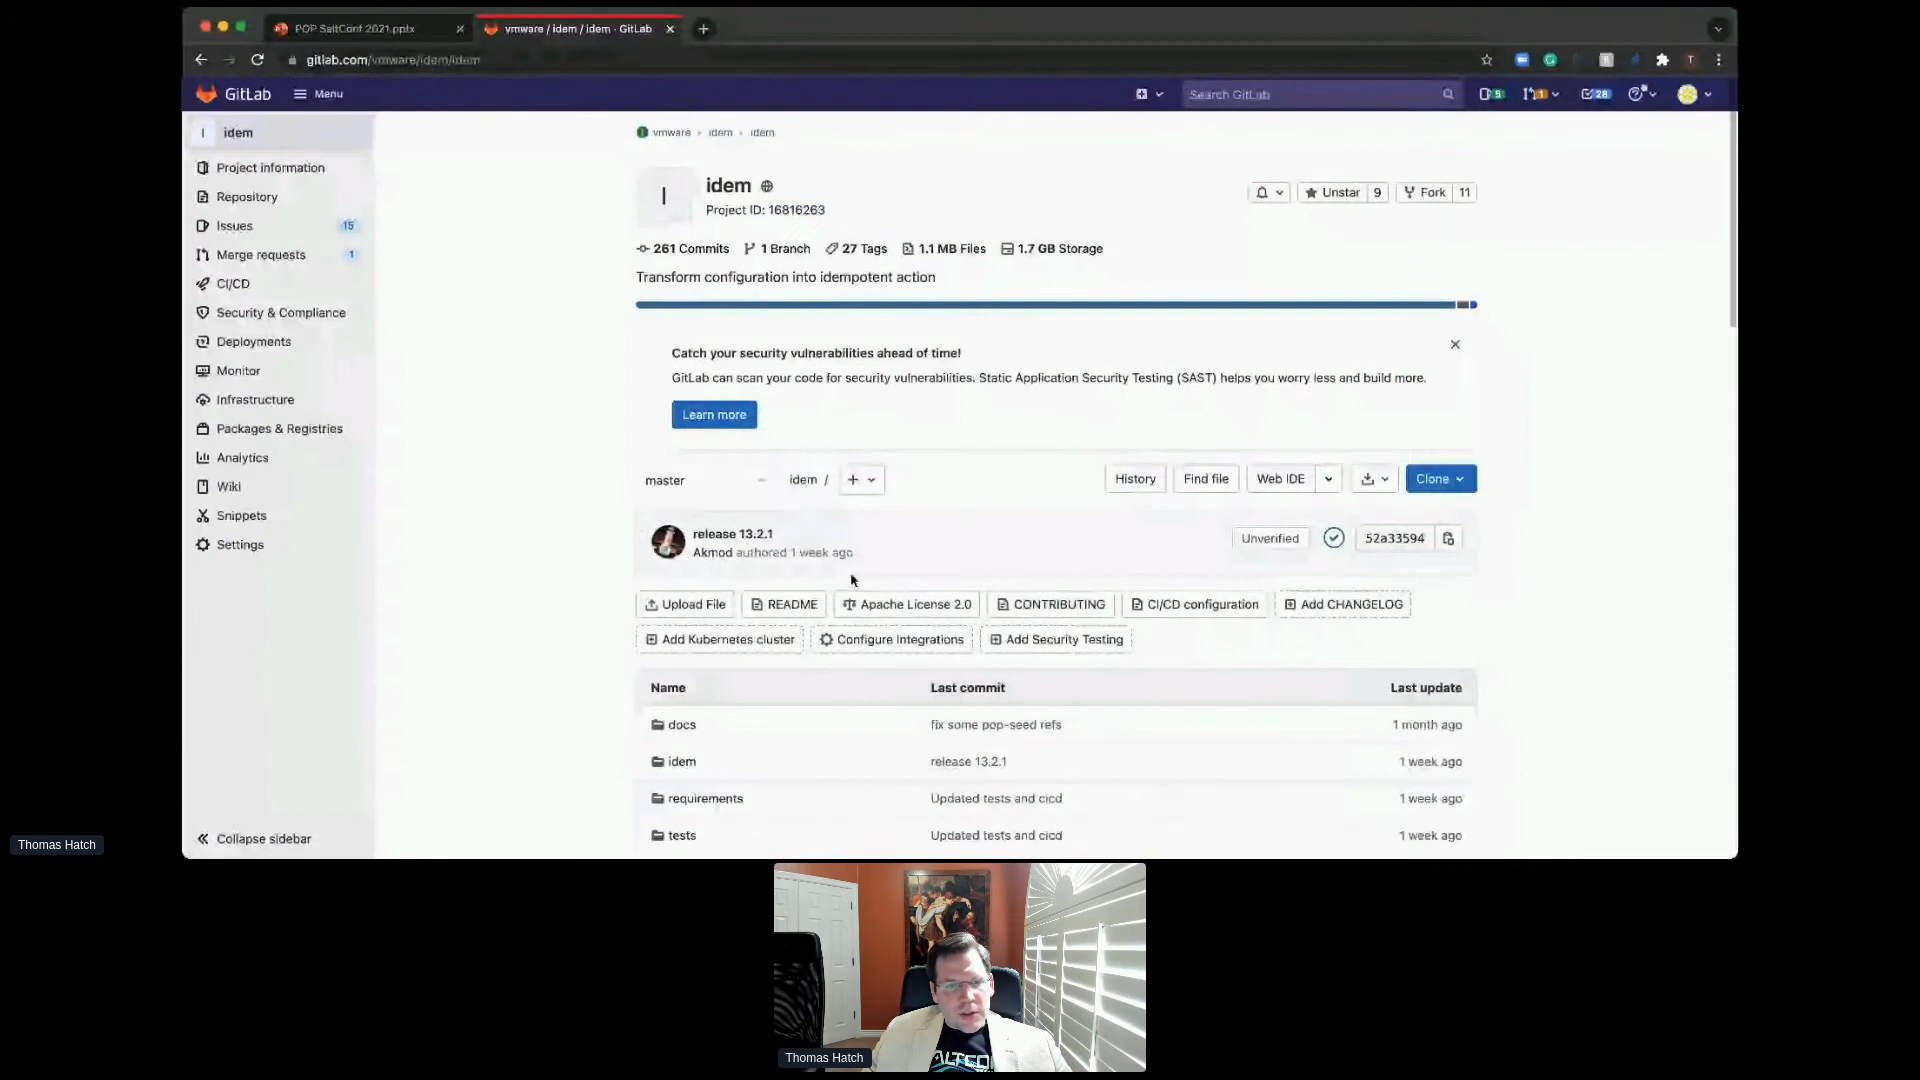 POP SaltConf 2021.pptx
vmware / idem / idem · GitLab
gitlab.com/vmware/idem/idem
T
GitLab
Menu
Search GitLab
5
1
28
I idem
Project information
Repository
Issues 15
Merge requests 1
CI/CD
Security & Compliance
Deployments
Monitor
Infrastructure
Packages & Registries
Analytics
Wiki
Snippets
Settings
Collapse sidebar
vmware › idem › idem
I
idem
Project ID: 16816263
Unstar 9
Fork 11
261 Commits 1 Branch 27 Tags 1.1 MB Files 1.7 GB Storage
Transform configuration into idempotent action
Catch your security vulnerabilities ahead of time!
GitLab can scan your code for security vulnerabilities. Static Application Security Testing (SAST) helps you worry less and build more.
Learn more
master idem / +
History Find file Web IDE Clone
release 13.2.1
Akmod authored 1 week ago
Unverified 52a33594
Upload File README Apache License 2.0 CONTRIBUTING CI/CD configuration Add CHANGELOG
Add Kubernetes cluster Configure Integrations Add Security Testing
Name Last commit Last update
docs fix some pop-seed refs 1 month ago
idem release 13.2.1 1 week ago
requirements Updated tests and cicd 1 week ago
tests Updated tests and cicd 1 week ago
Thomas Hatch
Thomas Hatch